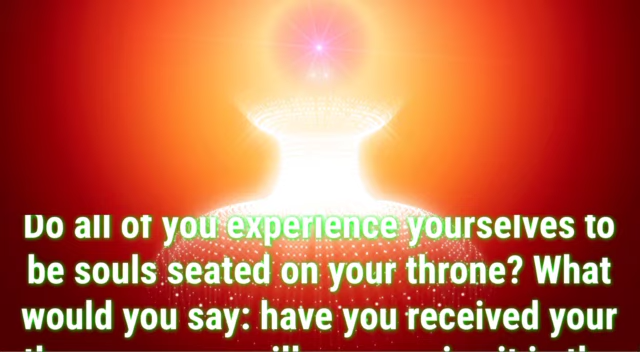 Do all of you experience yourselves to
be souls seated on your throne? What
would you say: have you received your